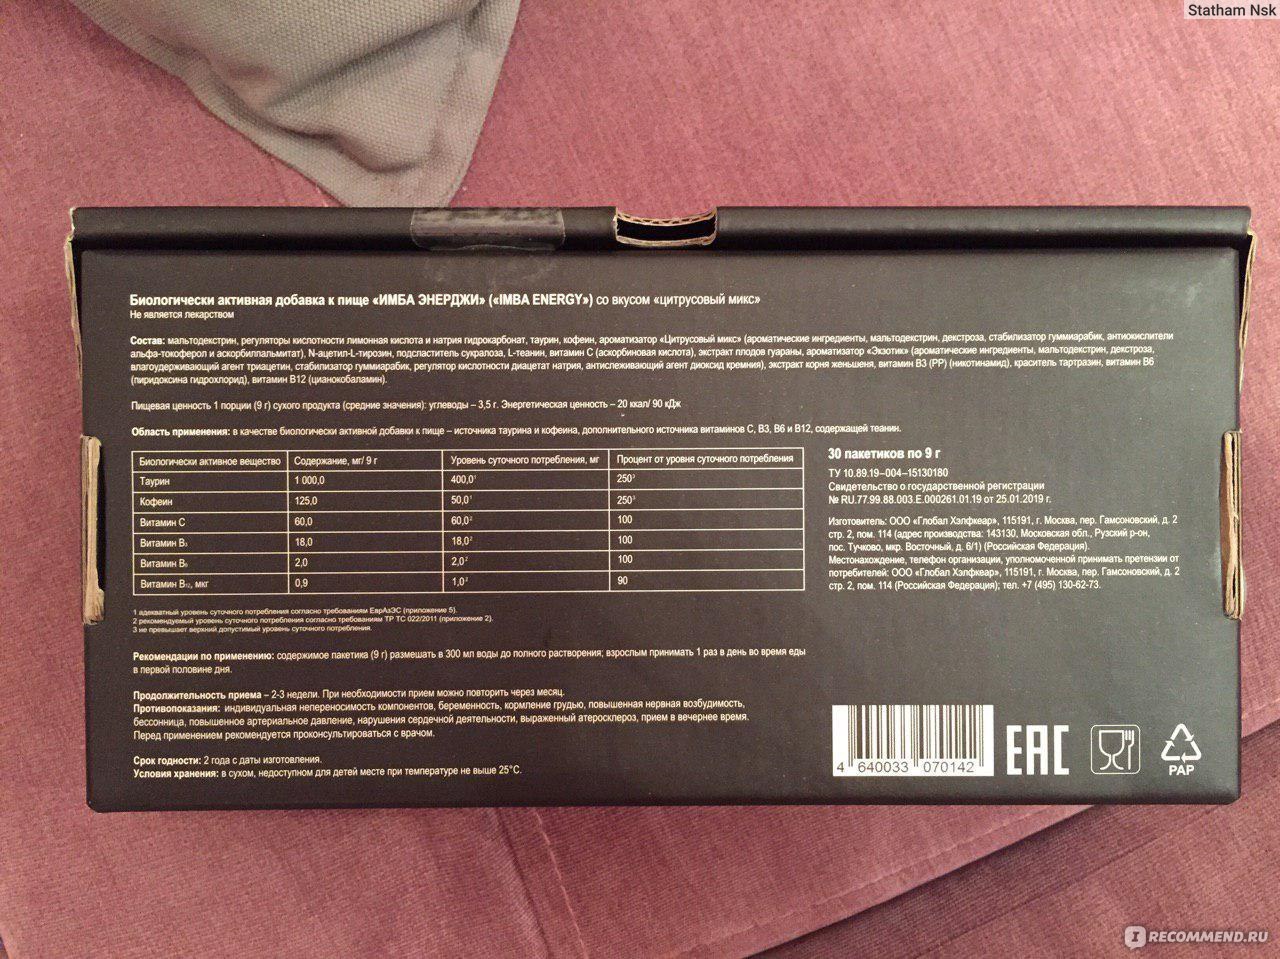 Statham Nsk
Биологически активная добавка к пище «ИМБА ЭНЕРДЖИ» («IMBA ENERGY») со вкусом «цитрусовый микс»
Не является лекарством
Состав: мальтодекстрин, регуляторы кислотности лимонная кислота и натрия гидрокарбонат, таурин, кофеин, ароматизатор «Цитрусовый микс» (ароматические ингредиенты, мальтодекстрин, декстроза, стабилизатор гуммиарабик, антиокислители
альфа-токоферол и аскорбиллальмитат), N-ацетил-L-тирозин, подсластитель сукралоза, L-теанин, витамин С (аскорбиновая кислота), экстракт плодов гуараны, ароматизатор «Экзотик» (ароматические ингредиенты, мальтодекстрин, декстроза,
влагоудерживающий агент триацетин, стабилизатор гуммиарабик, регулятор кислотности диацетат натрия, антислеживающий агент диоксид кремния), экстракт корня женьшеня, витамин В3 (РР) (никотинамид), краситель тартразин, витамин В6
(пиридоксина гидрохлорид), витамин В12 (цианокобаламин).
Пищевая ценность 1 порции (9 г) сухого продукта (средние значения): углеводы – 3,5 г. Энергетическая ценность – 20 ккал/ 90 кДж
Область применения: в качестве биологически активной добавки к пище – источника таурина и кофеина, дополнительного источника витаминов С, В3, В6 и В12, содержащей теанин.
Биологически активное вещество Содержание, мг/ 9 г Уровень суточного потребления, мг Процент от уровня суточного потребления
Таурин 1 000,0 400,0¹ 250³
Кофеин 125,0 50,0¹ 250³
Витамин С 60,0 60,0² 100
Витамин В₃ 18,0 18,0² 100
Витамин В₆ 2,0 2,0² 100
Витамин В₁₂, мкг 0,9 1,0² 90
1 адекватный уровень суточного потребления согласно требованиям ЕврАзЭС (приложение 5).
2 рекомендуемый уровень суточного потребления согласно требованиям ТР ТС 022/2011 (приложение 2).
3 не превышает верхний допустимый уровень суточного потребления.
Рекомендации по применению: содержимое пакетика (9 г) размешать в 300 мл воды до полного растворения; взрослым принимать 1 раз в день во время еды
в первой половине дня.
Продолжительность приема – 2-3 недели. При необходимости прием можно повторить через месяц.
Противопоказания: индивидуальная непереносимость компонентов, беременность, кормление грудью, повышенная нервная возбудимость,
бессонница, повышенное артериальное давление, нарушения сердечной деятельности, выраженный атеросклероз, прием в вечернее время.
Перед применением рекомендуется проконсультироваться с врачом.
Срок годности: 2 года с даты изготовления.
Условия хранения: в сухом, недоступном для детей месте при температуре не выше 25°С.
30 пакетиков по 9 г
ТУ 10.89.19–004–15130180
Свидетельство о государственной регистрации
№ RU.77.99.88.003.Е.000261.01.19 от 25.01.2019 г.
Изготовитель: ООО «Глобал Хэлфкеар», 115191, г. Москва, пер. Гамсоновский, д. 2
стр. 2, пом. 114 (адрес производства: 143130, Московская обл., Рузский р-он,
пос. Тучково, мкр. Восточный, д. 6/1) (Российская Федерация).
Местонахождение, телефон организации, уполномоченной принимать претензии от
потребителей: ООО «Глобал Хэлфкеар», 115191, г. Москва, пер. Гамсоновский, д. 2
стр. 2, пом. 114 (Российская Федерация); тел. +7 (495) 130-62-73.
4 640033 070142
EAC
PAP
I RECOMMEND.RU